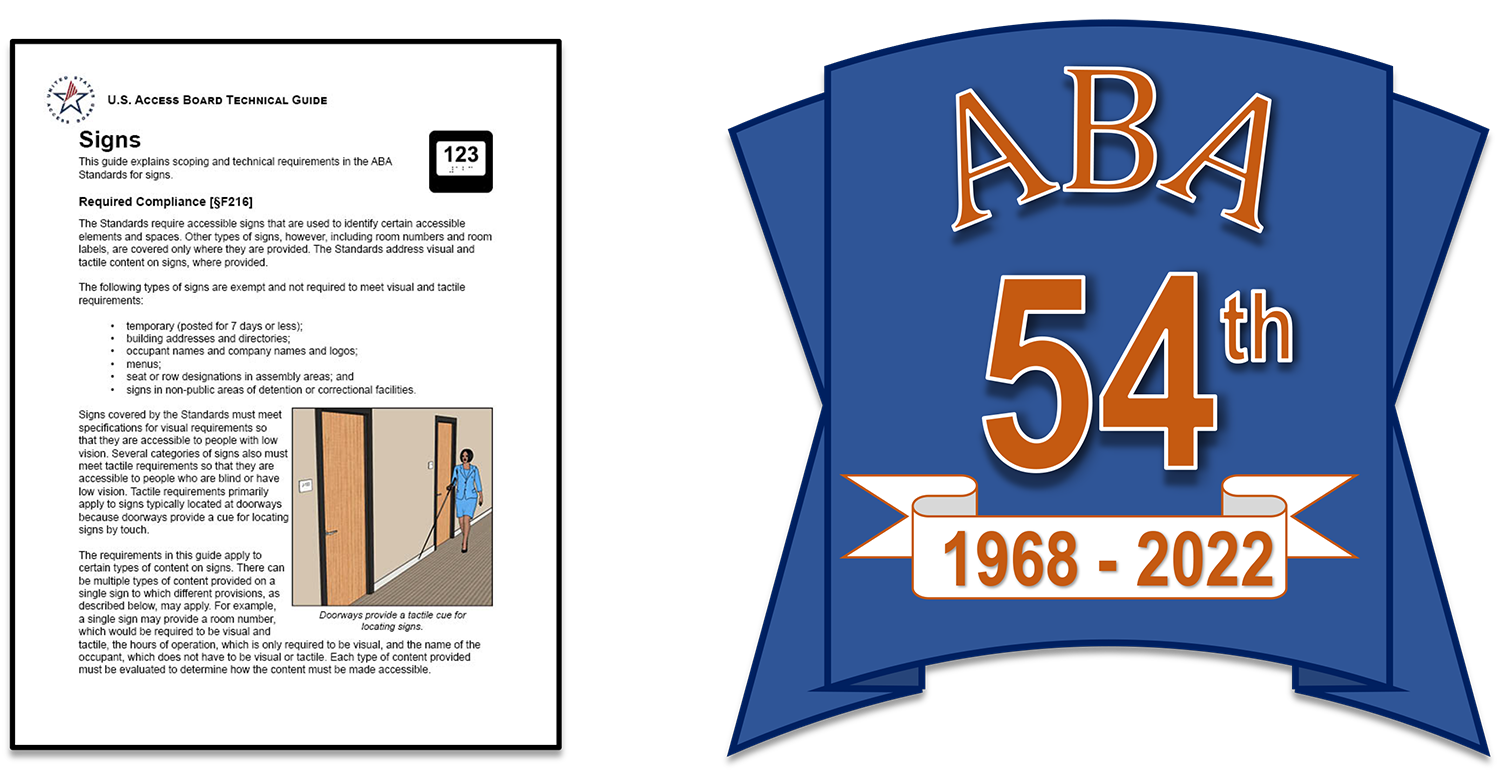 UNITED STATES
ACCESS BOARD
U.S. ACCESS BOARD TECHNICAL GUIDE
Signs
This guide explains scoping and technical requirements in the ABA
Standards for signs.
123
Required Compliance [§F216]
The Standards require accessible signs that are used to identify certain accessible
elements and spaces. Other types of signs, however, including room numbers and room
labels, are covered only where they are provided. The Standards address visual and
tactile content on signs, where provided.
The following types of signs are exempt and not required to meet visual and tactile
requirements:
• temporary (posted for 7 days or less);
• building addresses and directories;
• occupant names and company names and logos;
• menus;
• seat or row designations in assembly areas; and
• signs in non-public areas of detention or correctional facilities.
Signs covered by the Standards must meet
specifications for visual requirements so
that they are accessible to people with low
vision. Several categories of signs also must
meet tactile requirements so that they are
accessible to people who are blind or have
low vision. Tactile requirements primarily
apply to signs typically located at doorways
because doorways provide a cue for locating
signs by touch.
The requirements in this guide apply to
certain types of content on signs. There can
be multiple types of content provided on a
single sign to which different provisions, as
described below, may apply. For example,
a single sign may provide a room number,
which would be required to be visual and
tactile, the hours of operation, which is only required to be visual, and the name of the
occupant, which does not have to be visual or tactile. Each type of content provided
must be evaluated to determine how the content must be made accessible.
Doorways provide a tactile cue for
locating signs.
ABA
54th
1968 - 2022